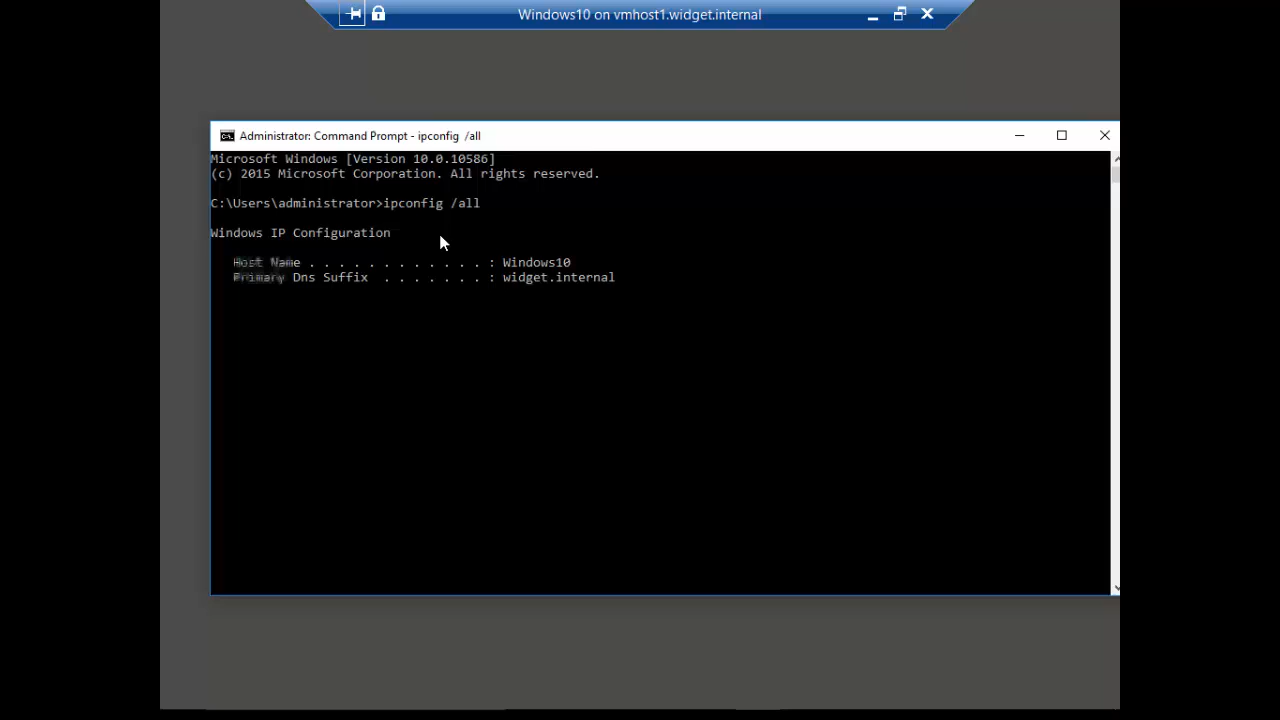 Windows10 on vmhost1.widget.internal
Administrator: Command Prompt - ipconfig /all
Microsoft Windows [Version 10.0.10586]
(c) 2015 Microsoft Corporation. All rights reserved.
C:\Users\administrator>ipconfig /all
Windows IP Configuration
Host Name . . . . . . . . . . . . : Windows10
Primary Dns Suffix . . . . . . . : widget.internal